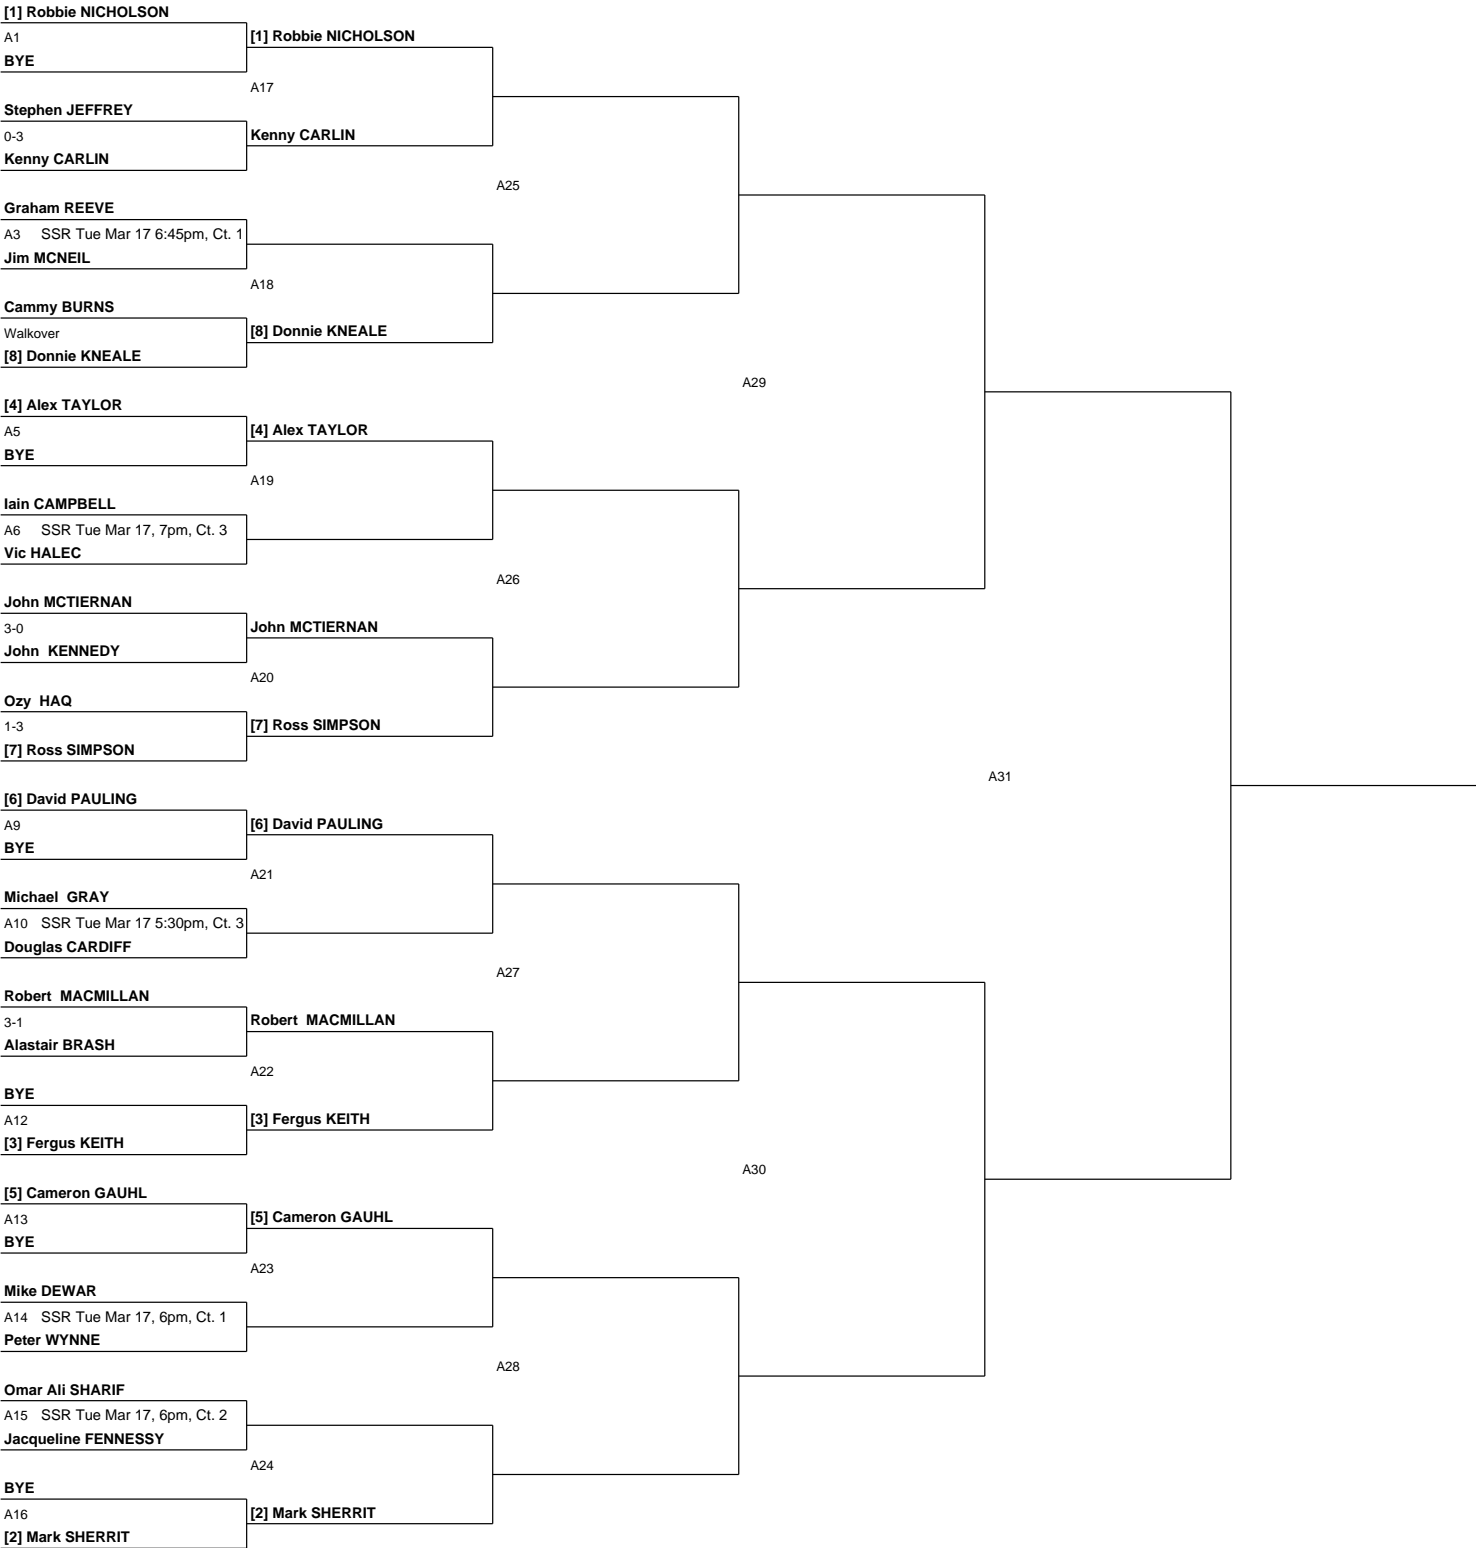 [1] Robbie NICHOLSON
A1
[1] Robbie NICHOLSON
BYE
A17
Stephen JEFFREY
0-3
Kenny CARLIN
Kenny CARLIN
A25
Graham REEVE
A3 SSR Tue Mar 17 6:45pm, Ct. 1
Jim MCNEIL
A18
Cammy BURNS
Walkover
[8] Donnie KNEALE
[8] Donnie KNEALE
A29
[4] Alex TAYLOR
A5
[4] Alex TAYLOR
BYE
A19
Iain CAMPBELL
A6 SSR Tue Mar 17, 7pm, Ct. 3
Vic HALEC
A26
John MCTIERNAN
3-0
John MCTIERNAN
John KENNEDY
A20
Ozy HAQ
1-3
[7] Ross SIMPSON
[7] Ross SIMPSON
A31
[6] David PAULING
A9
[6] David PAULING
BYE
A21
Michael GRAY
A10 SSR Tue Mar 17 5:30pm, Ct. 3
Douglas CARDIFF
A27
Robert MACMILLAN
3-1
Robert MACMILLAN
Alastair BRASH
A22
BYE
A12
[3] Fergus KEITH
[3] Fergus KEITH
A30
[5] Cameron GAUHL
A13
[5] Cameron GAUHL
BYE
A23
Mike DEWAR
A14 SSR Tue Mar 17, 6pm, Ct. 1
Peter WYNNE
A28
Omar Ali SHARIF
A15 SSR Tue Mar 17, 6pm, Ct. 2
Jacqueline FENNESSY
A24
BYE
A16
[2] Mark SHERRIT
[2] Mark SHERRIT